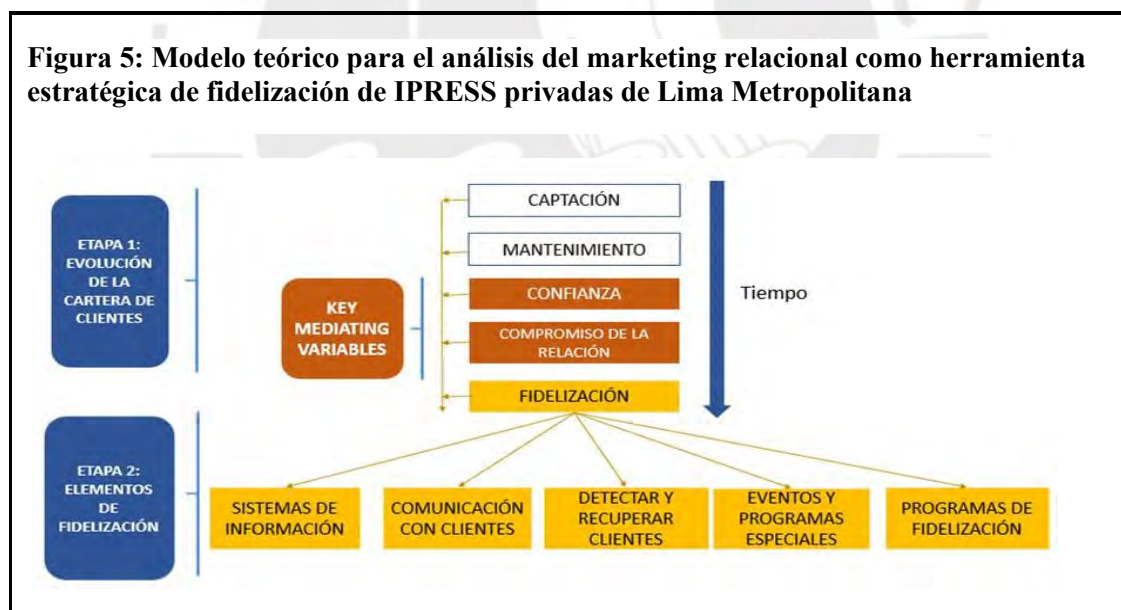 Figura 5: Modelo teórico para el análisis del marketing relacional como herramienta
estratégica de fidelización de IPRESS privadas de Lima Metropolitana
ETAPA 1:
EVOLUCIÓN
DE LA
CARTERA DE
CLIENTES
KEY
MEDIATING
VARIABLES
CAPTACIÓN
MANTENIMIENTO
CONFIANZA
COMPROMISO DE LA
RELACIÓN
FIDELIZACIÓN
Tiempo
ETAPA 2:
ELEMENTOS
DE
FIDELIZACIÓN
SISTEMAS DE
INFORMACIÓN
COMUNICACIÓN
CON CLIENTES
DETECTAR Y
RECUPERAR
CLIENTES
EVENTOS Y
PROGRAMAS
ESPECIALES
PROGRAMAS DE
FIDELIZACIÓN